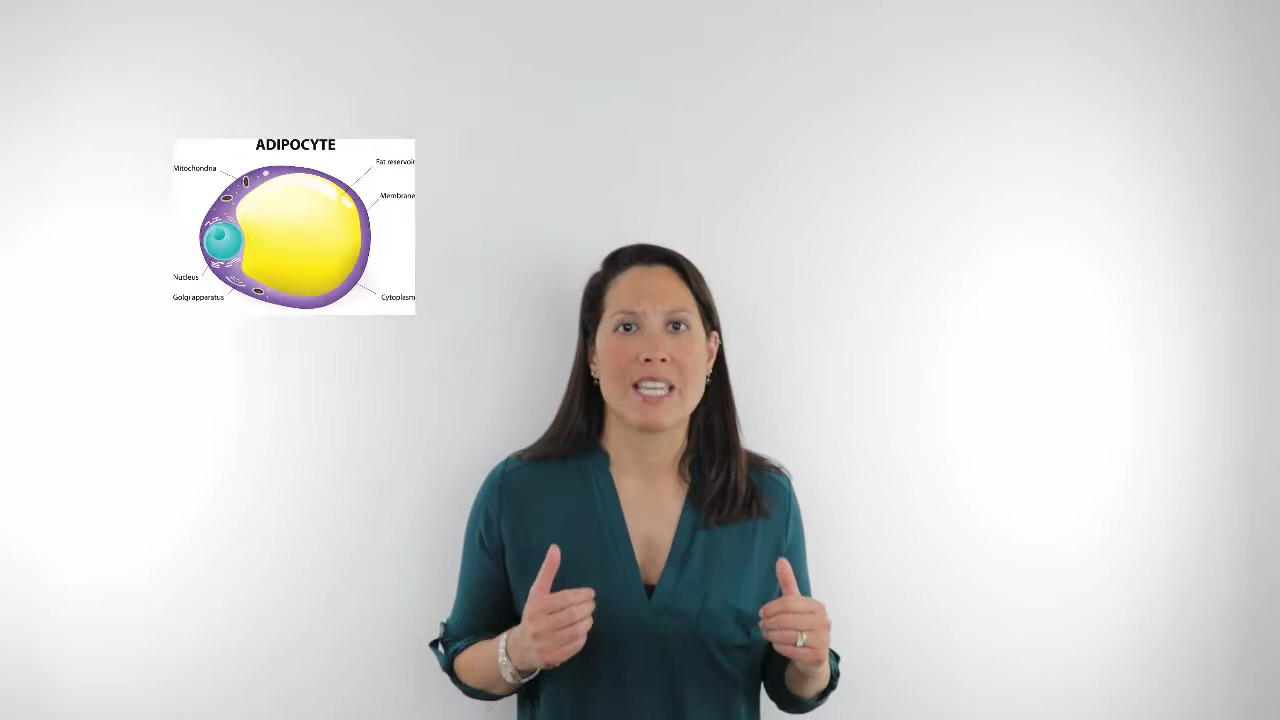 ADIPOCYTE
Mitochondria
Fat reservoir
Membrane
Nucleus
Golgi apparatus
Cytoplasm